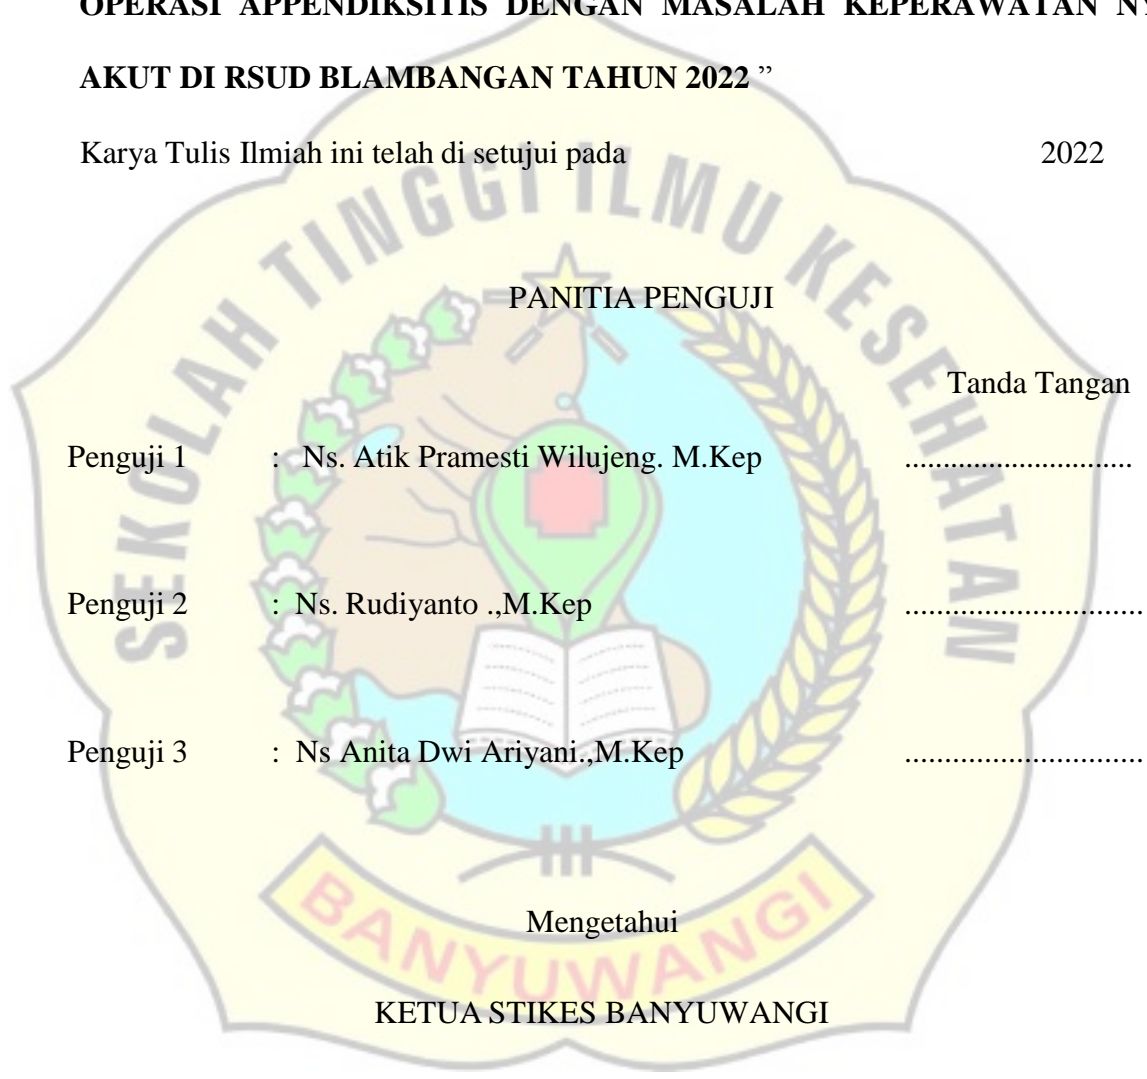 OPERASI APPENDIKSITIS DENGAN MASALAH KEPERAWATAN
AKUT DI RSUD BLAMBANGAN TAHUN 2022 ”
Karya Tulis Ilmiah ini telah di setujui pada 2022
SEKOLAH TINGGI ILMU KESEHATAN
PANITIA PENGUJI
Tanda Tangan
Penguji 1 : Ns. Atik Pramesti Wilujeng. M.Kep .............................
Penguji 2 : Ns. Rudiyanto .,M.Kep ..............................
Penguji 3 : Ns Anita Dwi Ariyani.,M.Kep ..............................
BANYUWANGI
Mengetahui
KETUA STIKES BANYUWANGI